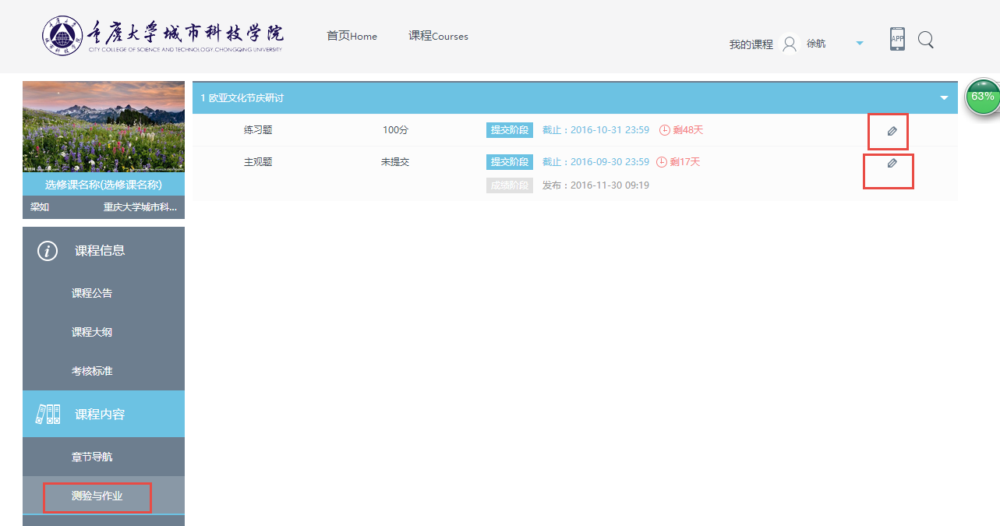 重庆大学城市科技学院
CITY COLLEGE OF SCIENCE AND TECHNOLOGY,CHONGQING UNIVERSITY
首页Home 课程Courses
我的课程 徐航
APP
选修课名称(选修课名称)
梁如 重庆大学城市科...
课程信息
课程公告
课程大纲
考核标准
课程内容
章节导航
测验与作业
1 欧亚文化节庆研讨
练习题 100分 提交阶段 截止：2016-10-31 23:59 剩48天
主观题 未提交 提交阶段 截止：2016-09-30 23:59 剩17天
成绩阶段 发布：2016-11-30 09:19
63%